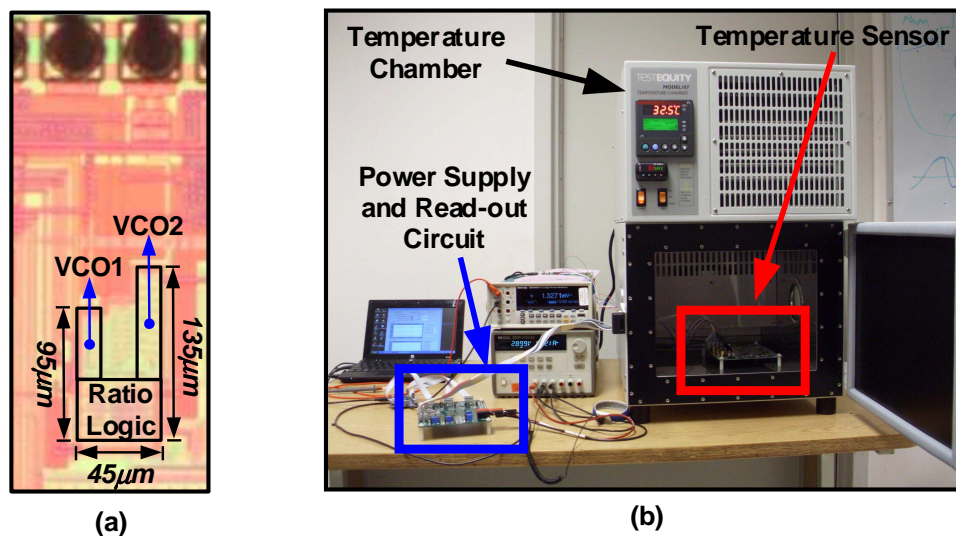 VCO2
VCO1
95μm
135μm
Ratio
Logic
45μm
(a)
Temperature
Chamber
Temperature Sensor
Power Supply
and Read-out
Circuit
TESTEQUITY
MODEL 107
TEMPERATURE CHAMBER
32.5℃
(b)